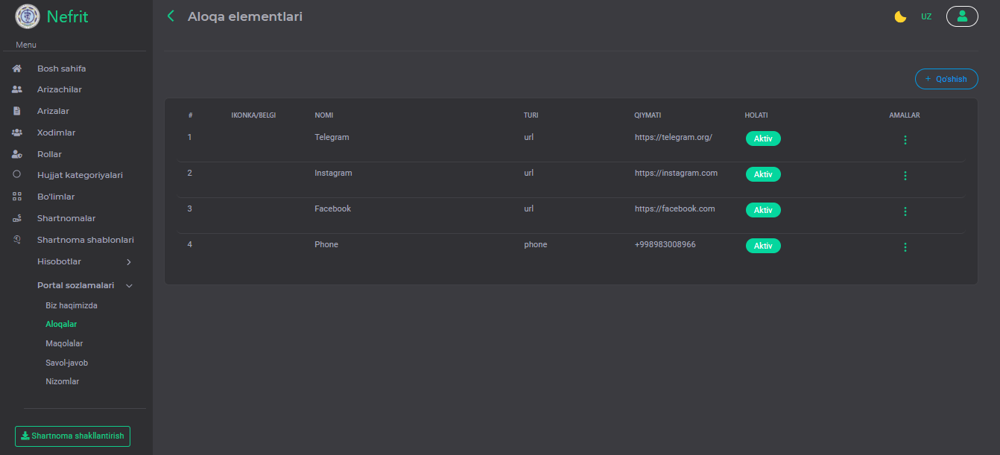 Nefrit
Menu
Bosh sahifa
Arizachilar
Arizalar
Xodimlar
Rollar
Hujjat kategoriyalari
Bo'limlar
Shartnomalar
Shartnoma shablonlari
Hisobotlar
Portal sozlamalari
Biz haqimizda
Aloqalar
Maqolalar
Savol-javob
Nizomlar
Shartnoma shakllantirish
Aloqa elementlari
UZ
+ Qo'shish
# IKONKA/BELGI NOMI TURI QIYMATI HOLATI AMALLAR
1 Telegram url https://telegram.org/ Aktiv
2 Instagram url https://instagram.com Aktiv
3 Facebook url https://facebook.com Aktiv
4 Phone phone +998983008966 Aktiv